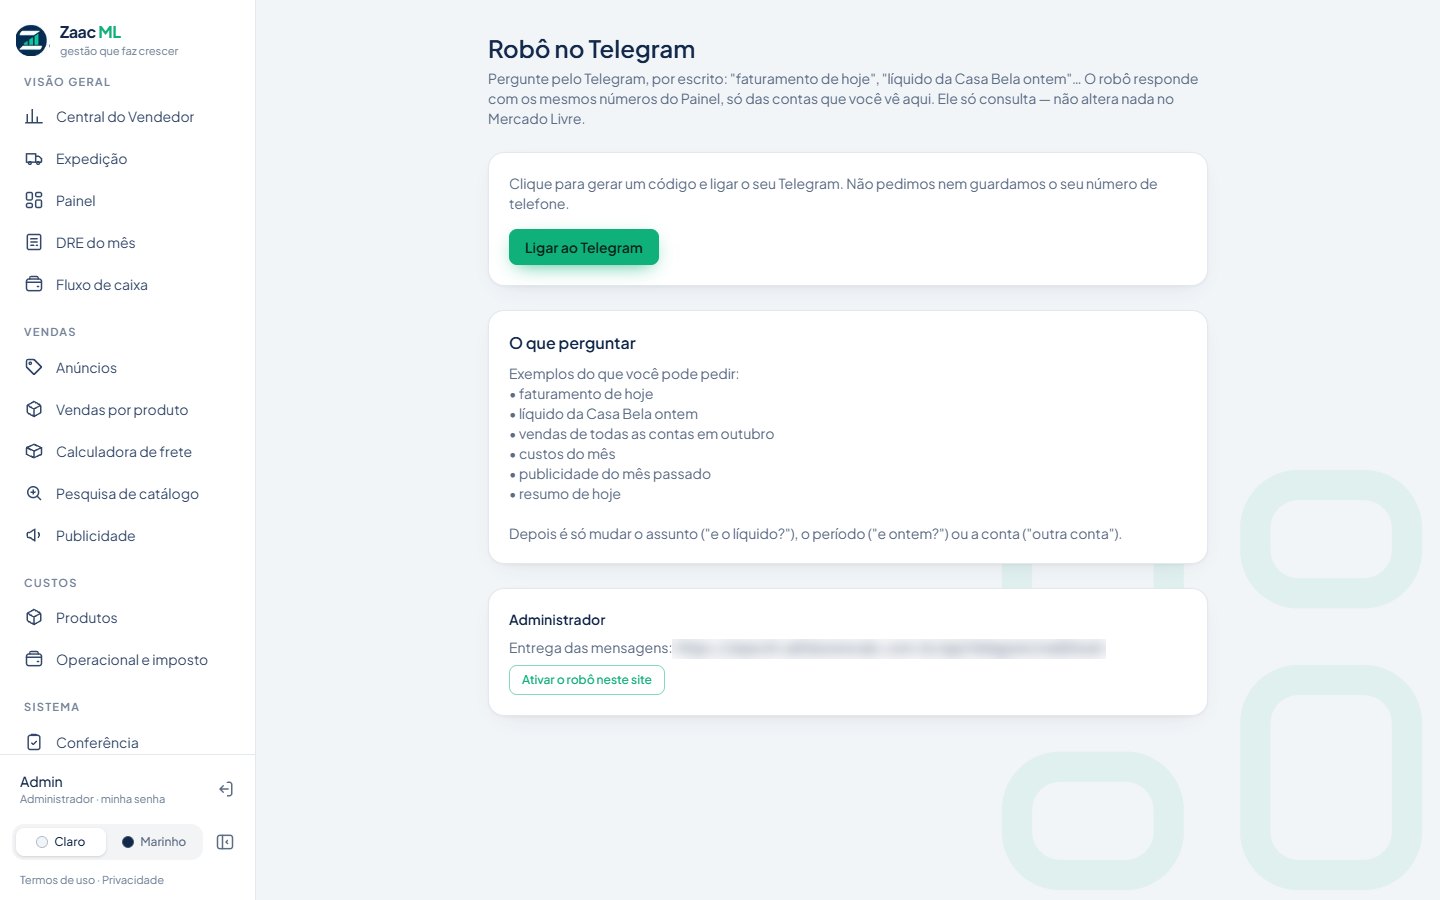 Zaac ML
gestão que faz crescer
VISÃO GERAL
Central do Vendedor
Expedição
Painel
DRE do mês
Fluxo de caixa
VENDAS
Anúncios
Vendas por produto
Calculadora de frete
Pesquisa de catálogo
Publicidade
CUSTOS
Produtos
Operacional e imposto
SISTEMA
Conferência
Admin
Administrador · minha senha
Claro
Marinho
Termos de uso · Privacidade
Robô no Telegram
Pergunte pelo Telegram, por escrito: "faturamento de hoje", "líquido da Casa Bela ontem"… O robô responde
com os mesmos números do Painel, só das contas que você vê aqui. Ele só consulta — não altera nada no
Mercado Livre.
Clique para gerar um código e ligar o seu Telegram. Não pedimos nem guardamos o seu número de
telefone.
Ligar ao Telegram
O que perguntar
Exemplos do que você pode pedir:
• faturamento de hoje
• líquido da Casa Bela ontem
• vendas de todas as contas em outubro
• custos do mês
• publicidade do mês passado
• resumo de hoje
Depois é só mudar o assunto ("e o líquido?"), o período ("e ontem?") ou a conta ("outra conta").
Administrador
Entrega das mensagens:
Ativar o robô neste site